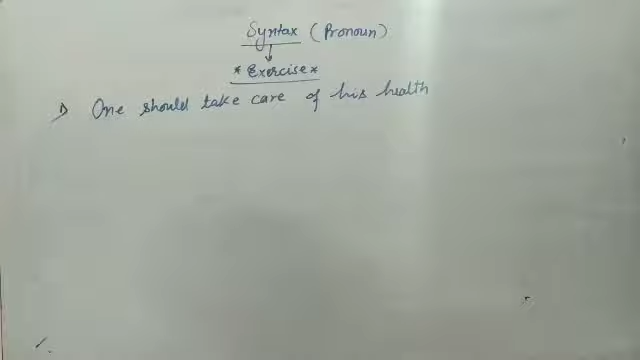 Syntax (Pronoun)
*Exercise*
1) One should take care of his health